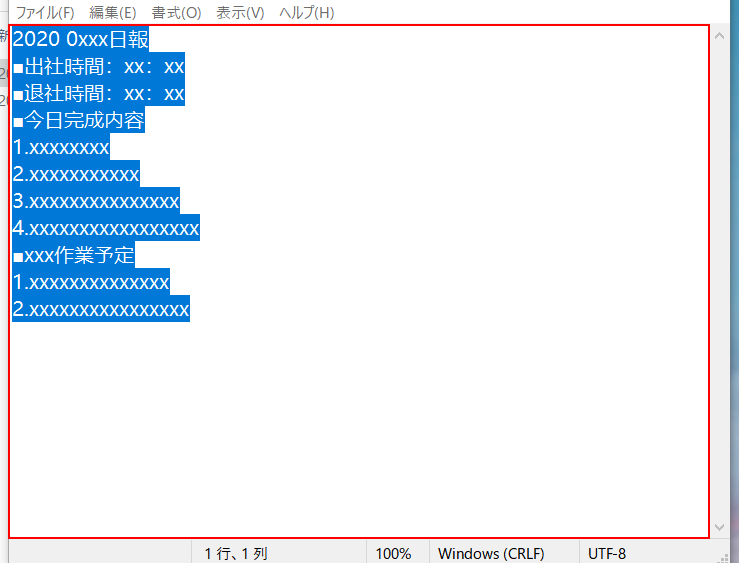 ファイル(F) 編集(E) 書式(O) 表示(V) ヘルプ(H)
2020 0xxx日報
■出社時間：xx：xx
■退社時間：xx：xx
■今日完成内容
1.xxxxxxxx
2.xxxxxxxxxxx
3.xxxxxxxxxxxxxxx
4.xxxxxxxxxxxxxxxxx
■xxx作業予定
1.xxxxxxxxxxxxxx
2.xxxxxxxxxxxxxxxx
1 行、1 列 100% Windows (CRLF) UTF-8